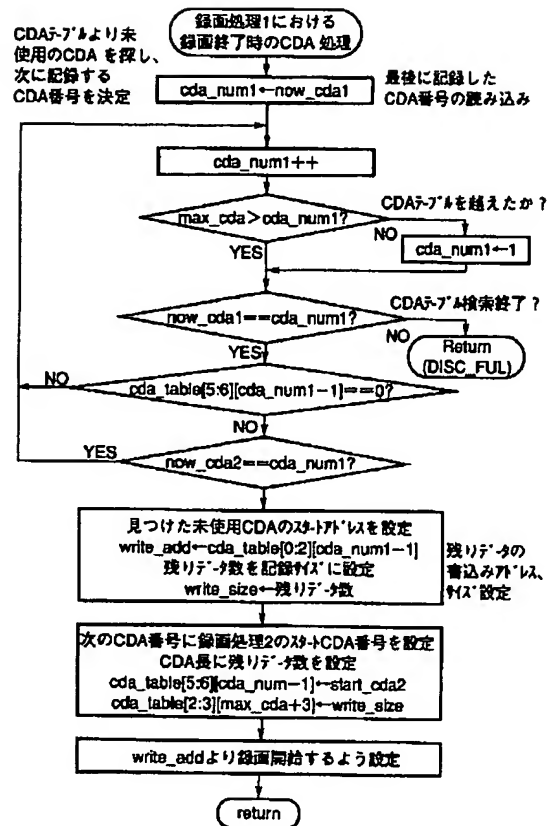 CDAﾃｰﾌﾞﾙより未
使用のCDA を探し、
次に記録する
CDA番号を決定
録画処理1における
録画終了時のCDA 処理
cda_num1←now_cda1
最後に記録した
CDA番号の読み込み
cda_num1++
max_cda>cda_num1?
CDAﾃｰﾌﾞﾙを越えたか？
NO
YES
cda_num1←1
now_cda1==cda_num1?
CDAﾃｰﾌﾞﾙ検索終了？
NO
YES
Return
(DISC_FUL)
NO
cda_table[5:6][cda_num1−1]==0?
NO
YES
now_cda2==cda_num1?
見つけた未使用CDAのｽﾀｰﾄｱﾄﾞﾚｽを設定
write_add←cda_table[0:2][cda_num1−1]
残りﾃﾞｰﾀ数を記録ｻｲｽﾞに設定
write_size←残りﾃﾞｰﾀ数
残りﾃﾞｰﾀの
書込みｱﾄﾞﾚｽ、
ｻｲｽﾞ設定
次のCDA番号に録画処理2のｽﾀｰﾄCDA番号を設定
CDA長に残りﾃﾞｰﾀ数を設定
cda_table[5:6][cda_num−1]←start_cda2
cda_table[2:3][max_cda+3]←write_size
write_addより録画開始するよう設定
return